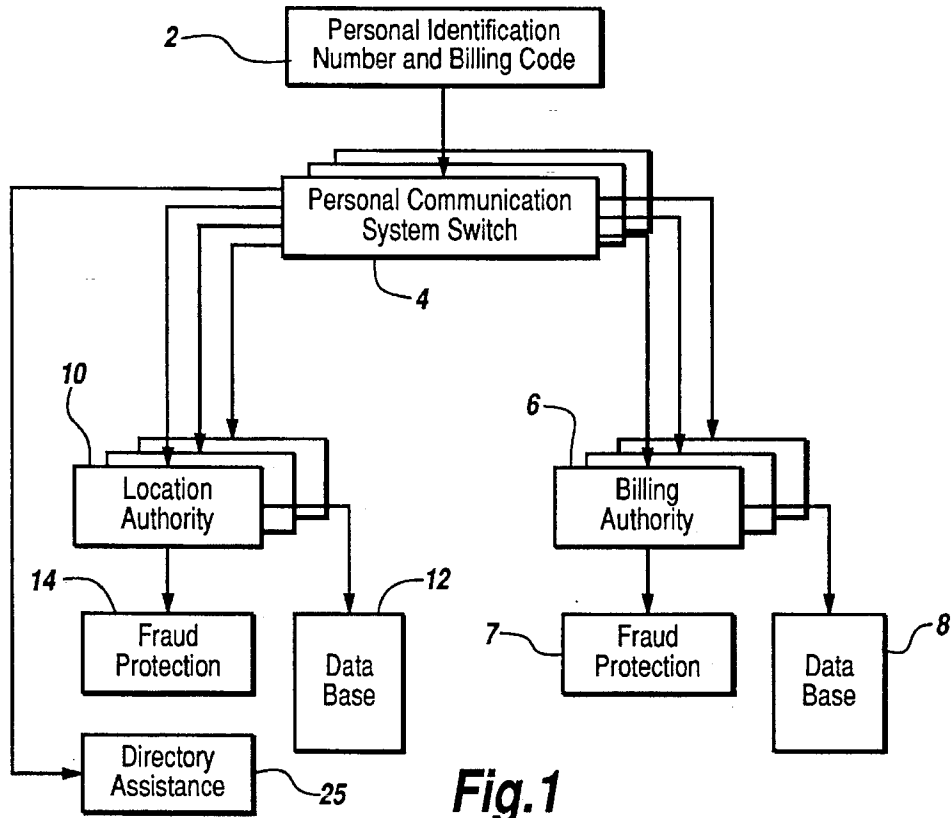 2
Personal Identification
Number and Billing Code
Personal Communication
System Switch
4
10
Location
Authority
6
Billing
Authority
14
Fraud
Protection
12
Data
Base
7
Fraud
Protection
8
Data
Base
Directory
Assistance
25
Fig.1